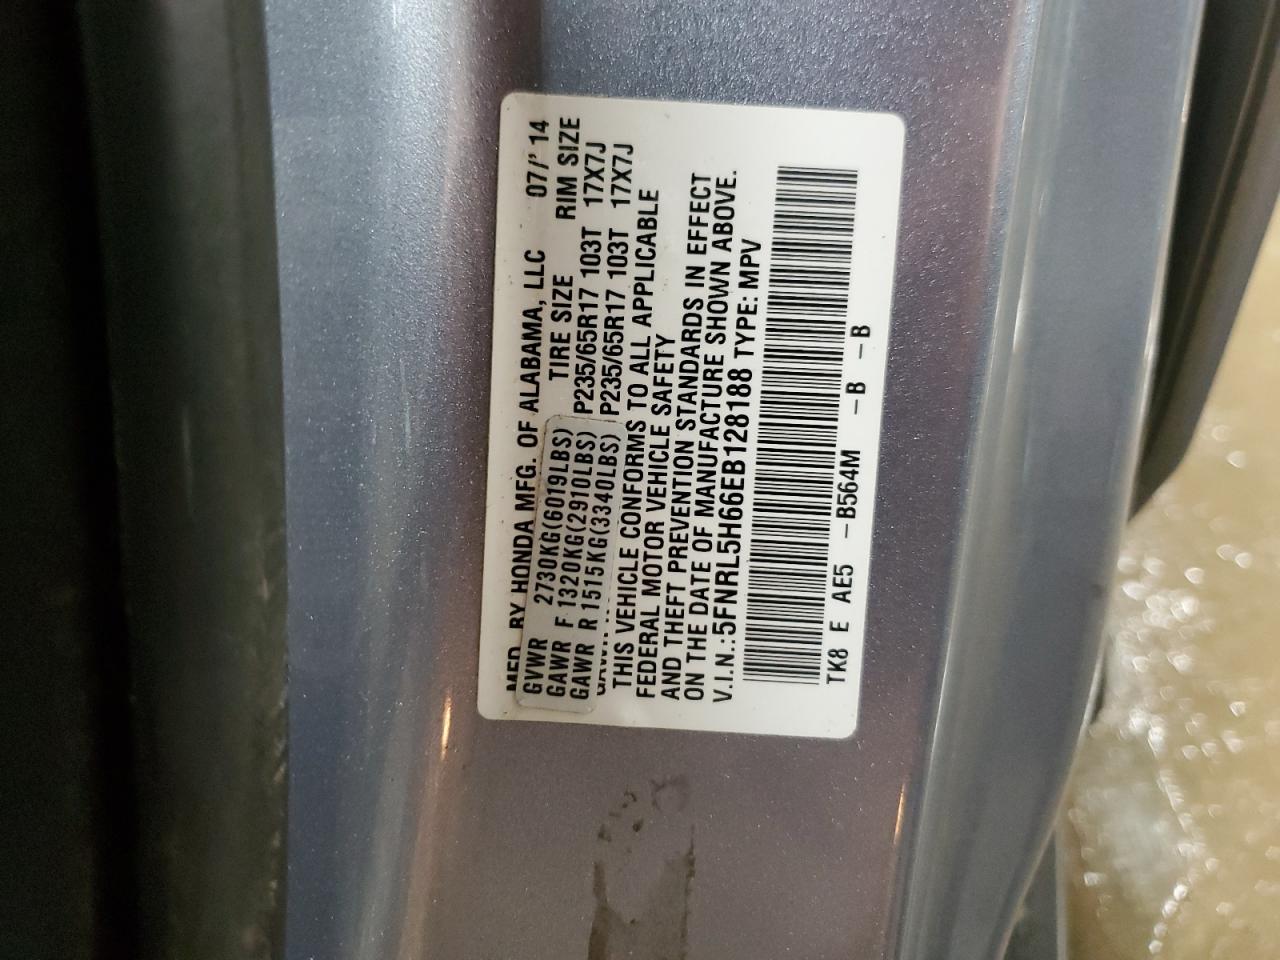 MFD. BY HONDA MFG. OF ALABAMA, LLC 07/' 14
GVWR 2730KG(6019LBS) TIRE SIZE RIM SIZE
GAWR F 1320KG(2910LBS) P235/65R17 103T 17X7J
GAWR R 1515KG(3340LBS) P235/65R17 103T 17X7J
THIS VEHICLE CONFORMS TO ALL APPLICABLE
FEDERAL MOTOR VEHICLE SAFETY
AND THEFT PREVENTION STANDARDS IN EFFECT
ON THE DATE OF MANUFACTURE SHOWN ABOVE.
V.I.N.:5FNRL5H66EB128188 TYPE: MPV
TK8 E AE5 -B564M -B -B